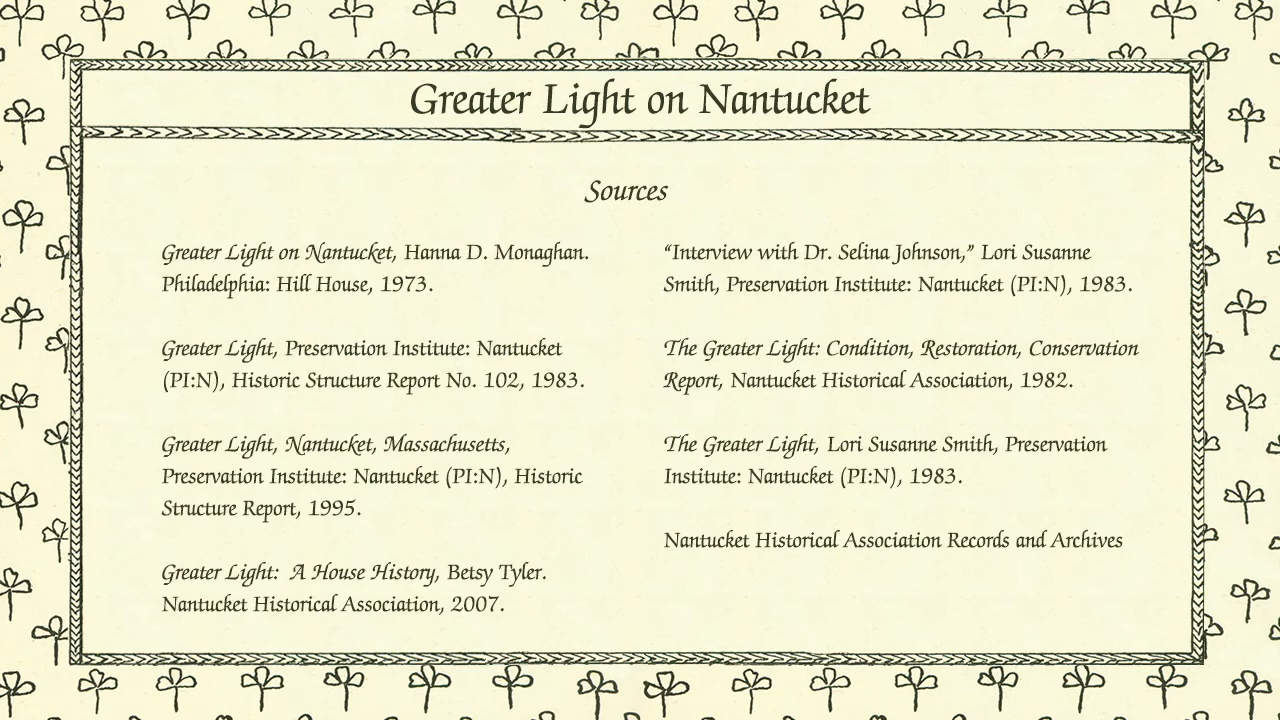 Greater Light on Nantucket
Sources
Greater Light on Nantucket, Hanna D. Monaghan.
Philadelphia: Hill House, 1973.
Greater Light, Preservation Institute: Nantucket
(PI:N), Historic Structure Report No. 102, 1983.
Greater Light, Nantucket, Massachusetts,
Preservation Institute: Nantucket (PI:N), Historic
Structure Report, 1995.
Greater Light:  A House History, Betsy Tyler.
Nantucket Historical Association, 2007.
“Interview with Dr. Selina Johnson,” Lori Susanne
Smith, Preservation Institute: Nantucket (PI:N), 1983.
The Greater Light: Condition, Restoration, Conservation
Report, Nantucket Historical Association, 1982.
The Greater Light, Lori Susanne Smith, Preservation
Institute: Nantucket (PI:N), 1983.
Nantucket Historical Association Records and Archives